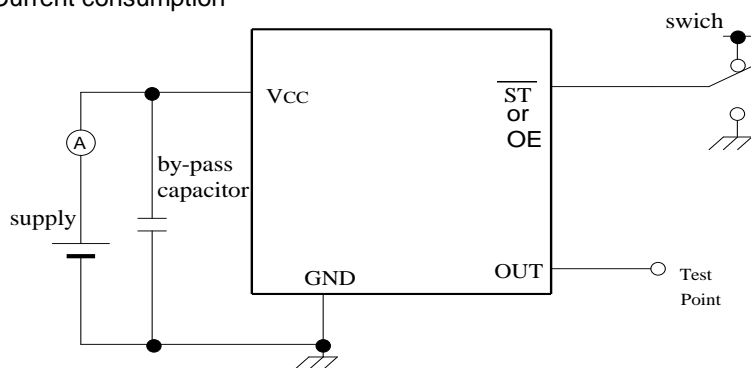 Current consumption
swich
VCC
ST
or
OE
A
by-pass
capacitor
supply
OUT
GND
Test
Point